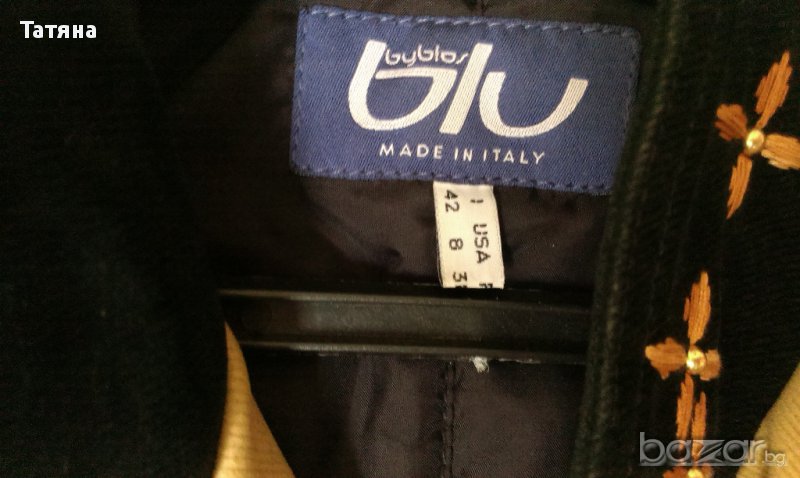 Татяна
byblos
blu
MADE IN ITALY
I USA
42 8
bazar.bg